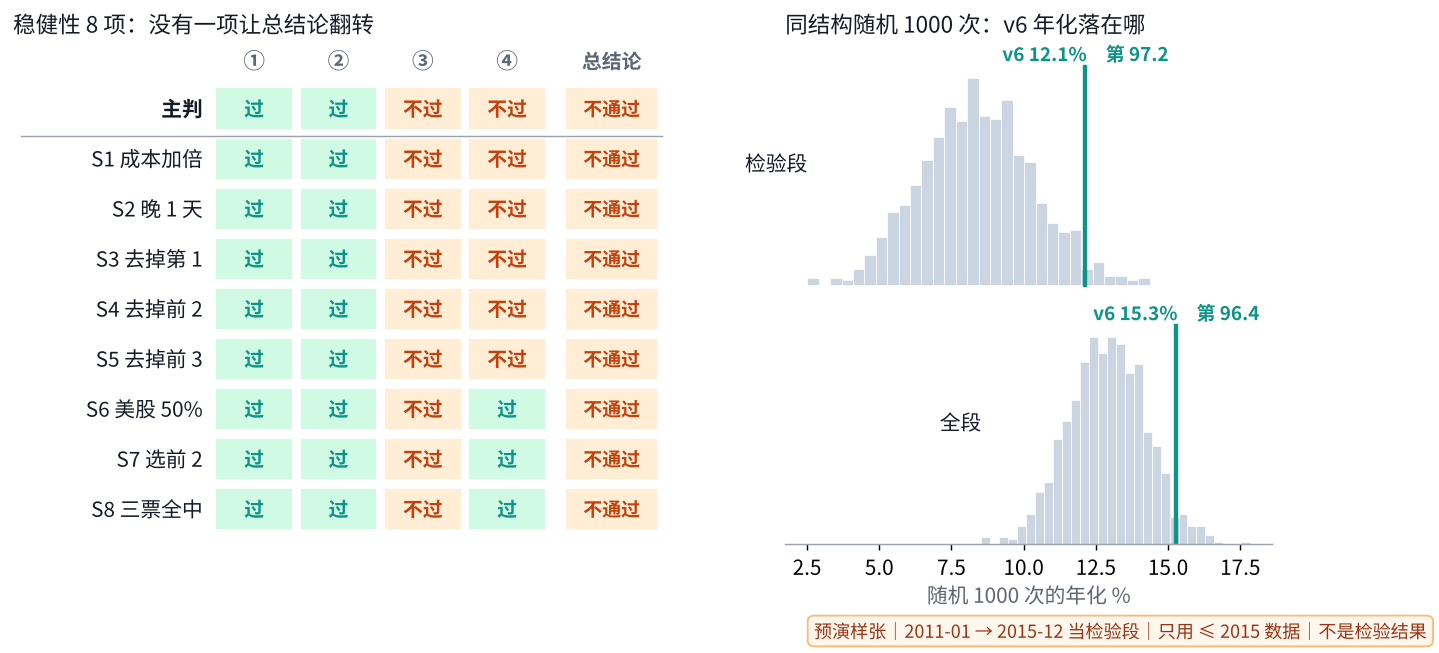 稳健性 8 项：没有一项让总结论翻转
① ② ③ ④ 总结论
主判 过 过 不过 不过 不通过
S1 成本加倍 过 过 不过 不过 不通过
S2 晚 1 天 过 过 不过 不过 不通过
S3 去掉第 1 过 过 不过 不过 不通过
S4 去掉前 2 过 过 不过 不过 不通过
S5 去掉前 3 过 过 不过 不过 不通过
S6 美股 50% 过 过 不过 过 不通过
S7 选前 2 过 过 不过 过 不通过
S8 三票全中 过 过 不过 过 不通过
同结构随机 1000 次：v6 年化落在哪
v6 12.1% 第 97.2
检验段
v6 15.3% 第 96.4
全段
2.5 5.0 7.5 10.0 12.5 15.0 17.5
随机 1000 次的年化 %
预演样张｜2011-01 → 2015-12 当检验段｜只用 ≤ 2015 数据｜不是检验结果